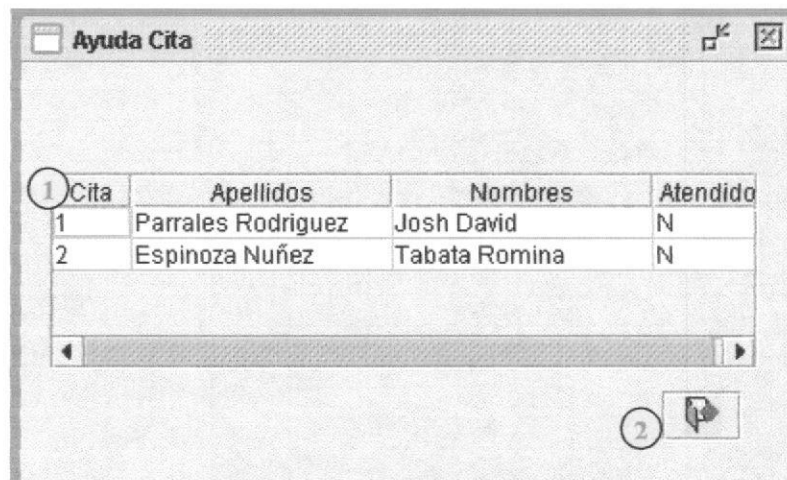 Ayuda Cita
1 Cita Apellidos Nombres Atendido
1 Parrales Rodriguez Josh David N
2 Espinoza Nuñez Tabata Romina N
2